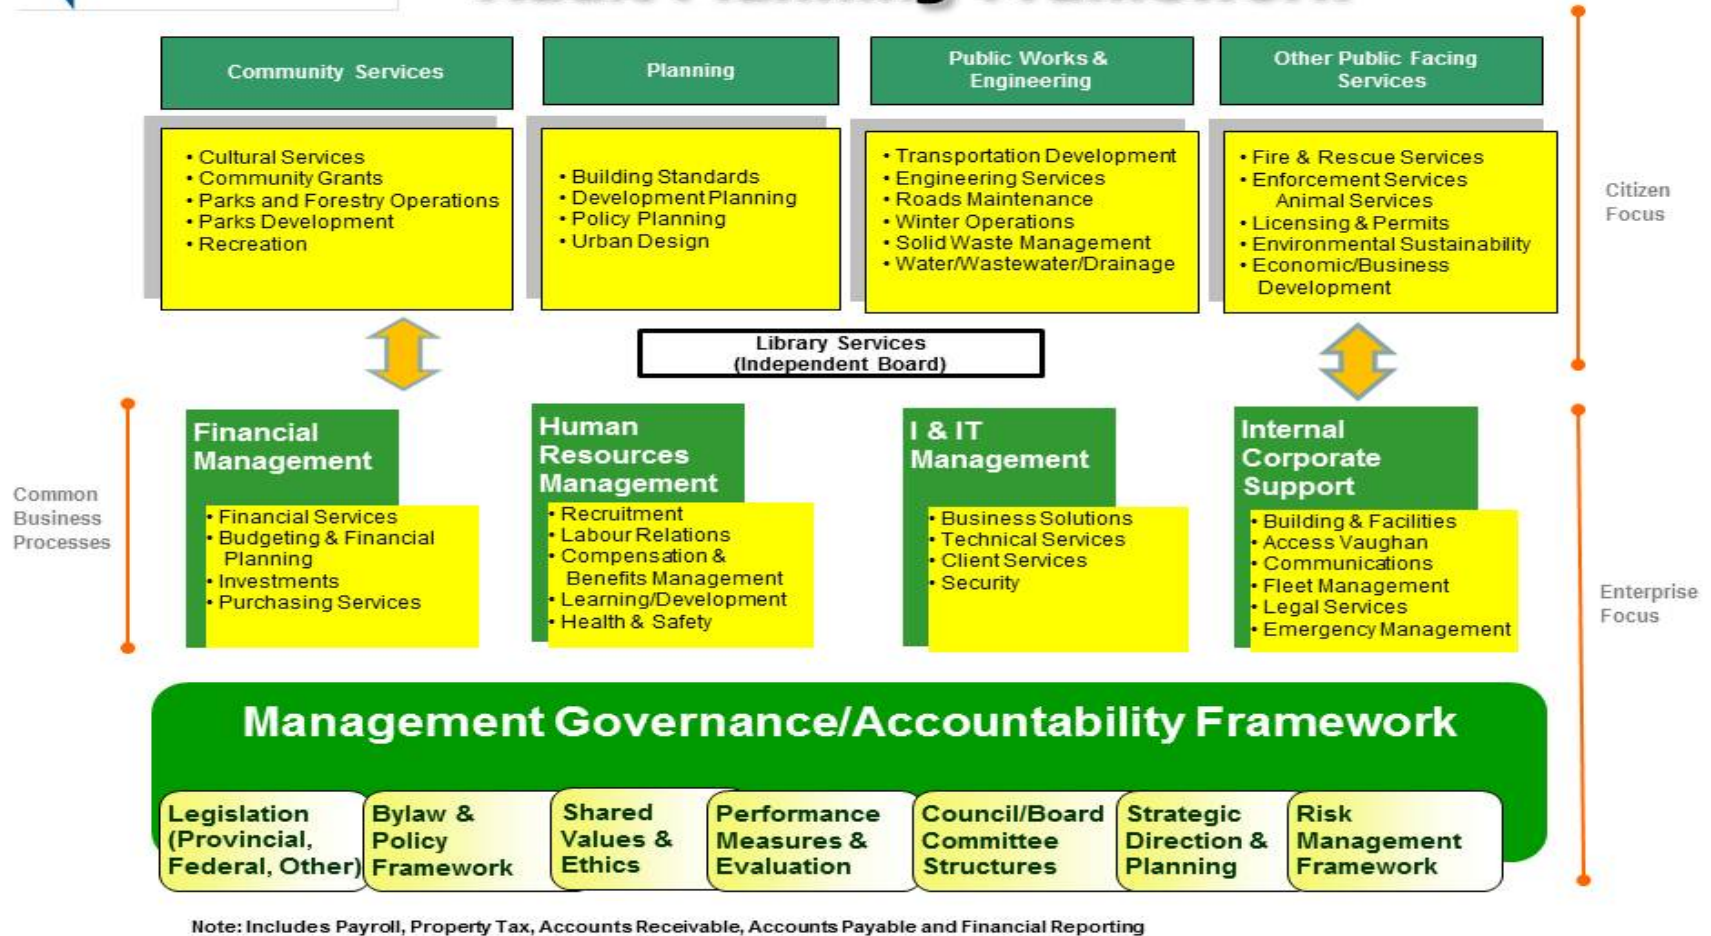 Community Services
Planning
Public Works &
Engineering
Other Public Facing
Services
• Cultural Services
• Community Grants
• Parks and Forestry Operations
• Parks Development
• Recreation
• Building Standards
• Development Planning
• Policy Planning
• Urban Design
• Transportation Development
• Engineering Services
• Roads Maintenance
• Winter Operations
• Solid Waste Management
• Water/Wastewater/Drainage
• Fire & Rescue Services
• Enforcement Services
Animal Services
• Licensing & Permits
• Environmental Sustainability
• Economic/Business
Development
Citizen
Focus
Library Services
(Independent Board)
Common
Business
Processes
Financial
Management
• Financial Services
• Budgeting & Financial
Planning
• Investments
• Purchasing Services
Human
Resources
Management
• Recruitment
• Labour Relations
• Compensation &
Benefits Management
• Learning/Development
• Health & Safety
I & IT
Management
• Business Solutions
• Technical Services
• Client Services
• Security
Internal
Corporate
Support
• Building & Facilities
• Access Vaughan
• Communications
• Fleet Management
• Legal Services
• Emergency Management
Enterprise
Focus
Management Governance/Accountability Framework
Legislation
(Provincial,
Federal, Other)
Bylaw &
Policy
Framework
Shared
Values &
Ethics
Performance
Measures &
Evaluation
Council/Board
Committee
Structures
Strategic
Direction &
Planning
Risk
Management
Framework
Note: Includes Payroll, Property Tax, Accounts Receivable, Accounts Payable and Financial Reporting